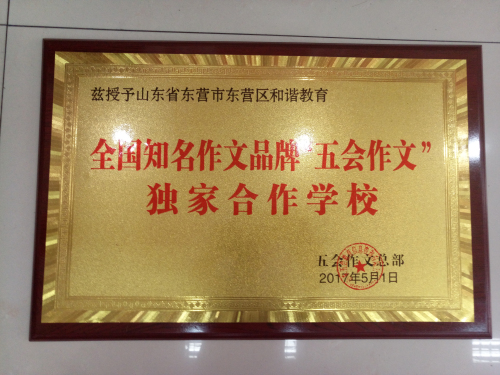 兹授予山东省东营市东营区和谐教育
全国知名作文品牌“五会作文”
独家合作学校
五会作文总部
2017年5月1日